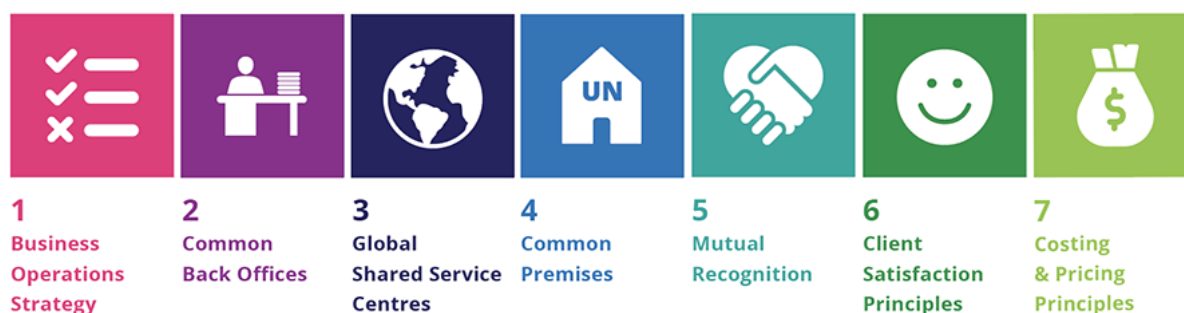 UN
$
1
Business
Operations
Strategy
2
Common
Back Offices
3
Global
Shared Service
Centres
4
Common
Premises
5
Mutual
Recognition
6
Client
Satisfaction
Principles
7
Costing
& Pricing
Principles